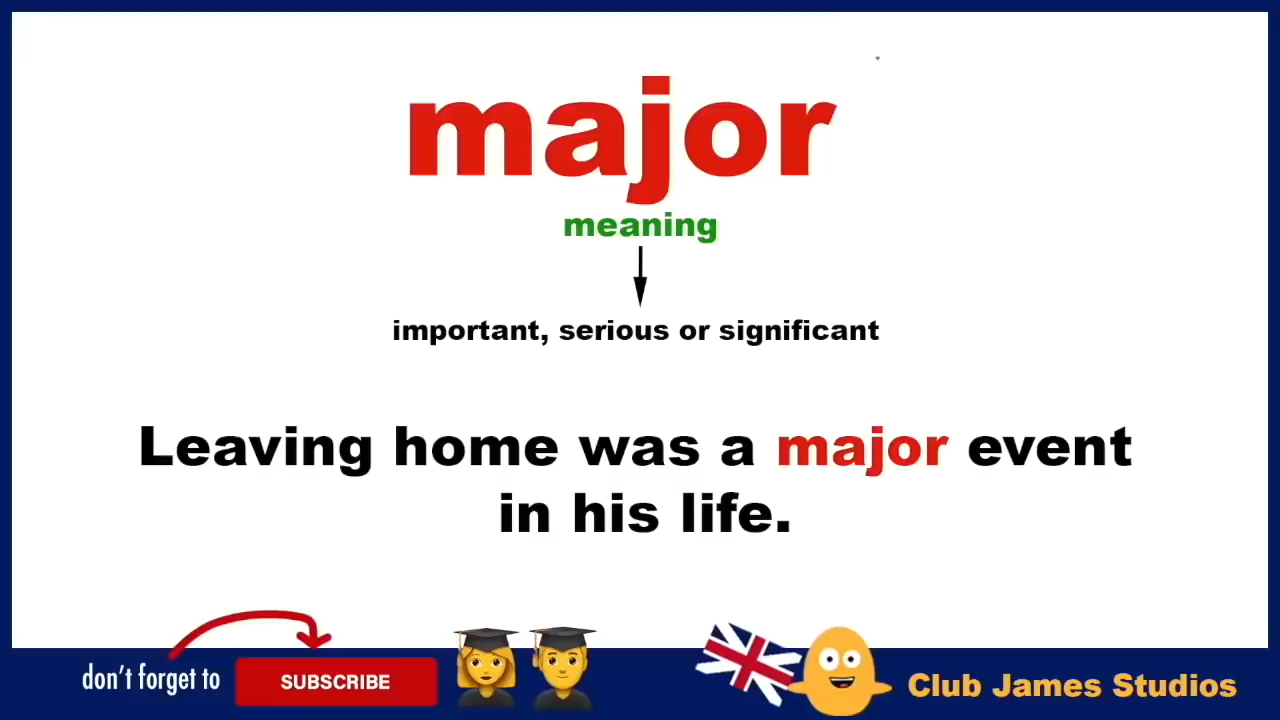 major
meaning
important, serious or significant
Leaving home was a major event
in his life.
don't forget to
SUBSCRIBE
Club James Studios